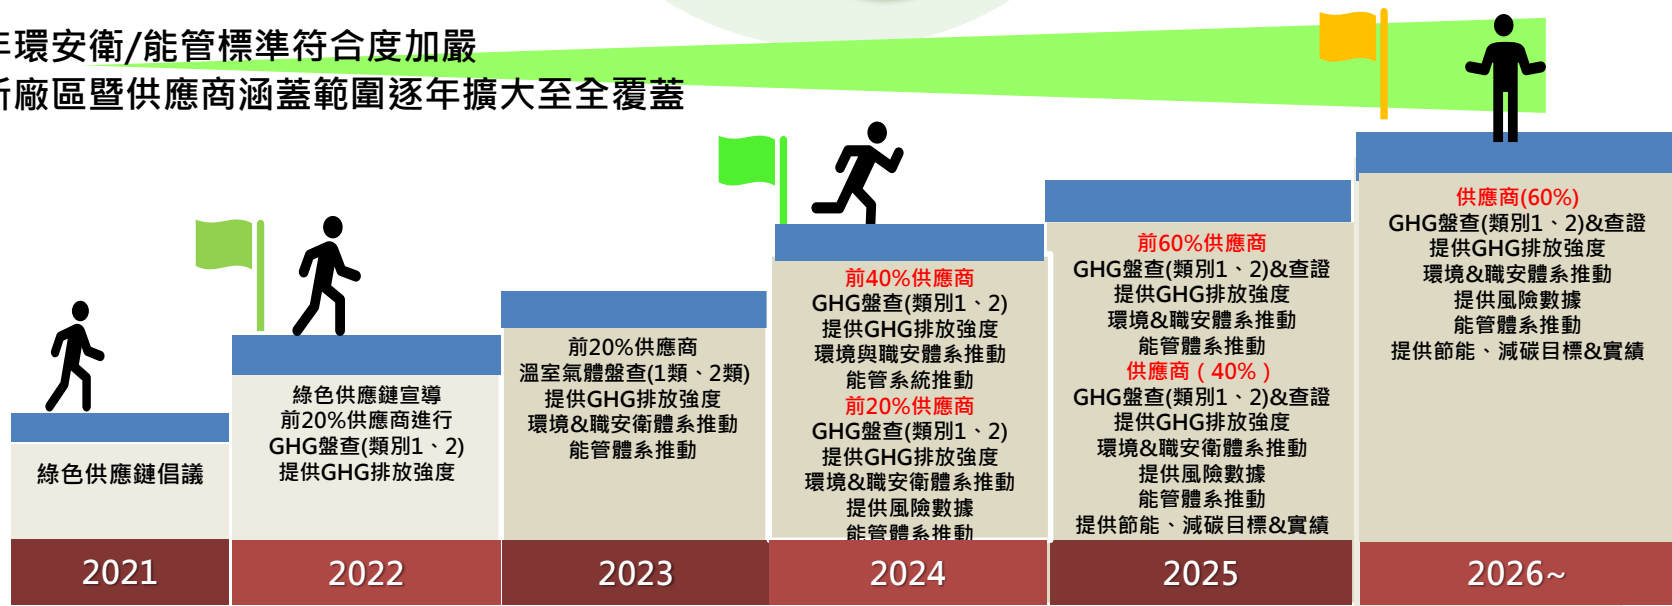 年環安衛/能管標準符合度加嚴
新廠區暨供應商涵蓋範圍逐年擴大至全覆蓋
綠色供應鏈倡議
2021
綠色供應鏈宣導
前20%供應商進行
GHG盤查(類別1、2)
提供GHG排放強度
2022
前20%供應商
溫室氣體盤查(1類、2類)
提供GHG排放強度
環境&職安衛體系推動
能管體系推動
2023
前40%供應商
GHG盤查(類別1、2)
提供GHG排放強度
環境與職安體系推動
能管系統推動
前20%供應商
GHG盤查(類別1、2)
提供GHG排放強度
環境&職安衛體系推動
提供風險數據
能管體系推動
2024
前60%供應商
GHG盤查(類別1、2)&查證
提供GHG排放強度
環境&職安體系推動
能管體系推動
供應商（40%）
GHG盤查(類別1、2)&查證
提供GHG排放強度
環境&職安衛體系推動
提供風險數據
能管體系推動
提供節能、減碳目標&實績
2025
供應商(60%)
GHG盤查(類別1、2)&查證
提供GHG排放強度
環境&職安體系推動
提供風險數據
能管體系推動
提供節能、減碳目標&實績
2026~